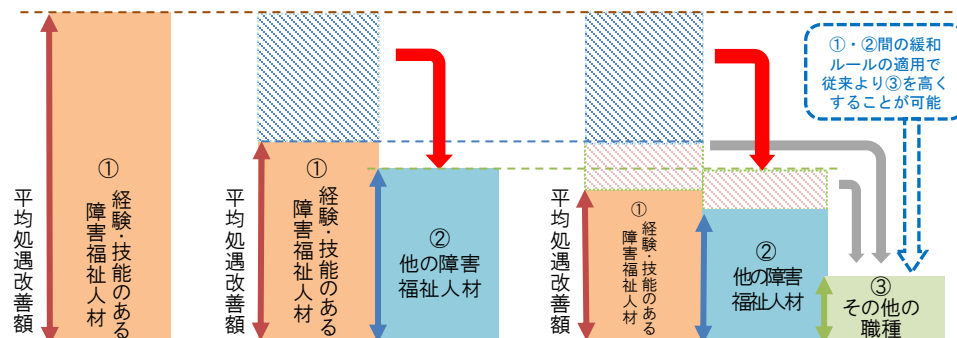 平均処遇改善額
①
経験・技能のある
障害福祉人材
平均処遇改善額
①
経験・技能のある
障害福祉人材
②
他の障害
福祉人材
平均処遇改善額
①
経験・技能のある
障害福祉人材
②
他の障害
福祉人材
③
その他の
職種
①・②間の緩和
ルールの適用で
従来より③を高く
することが可能